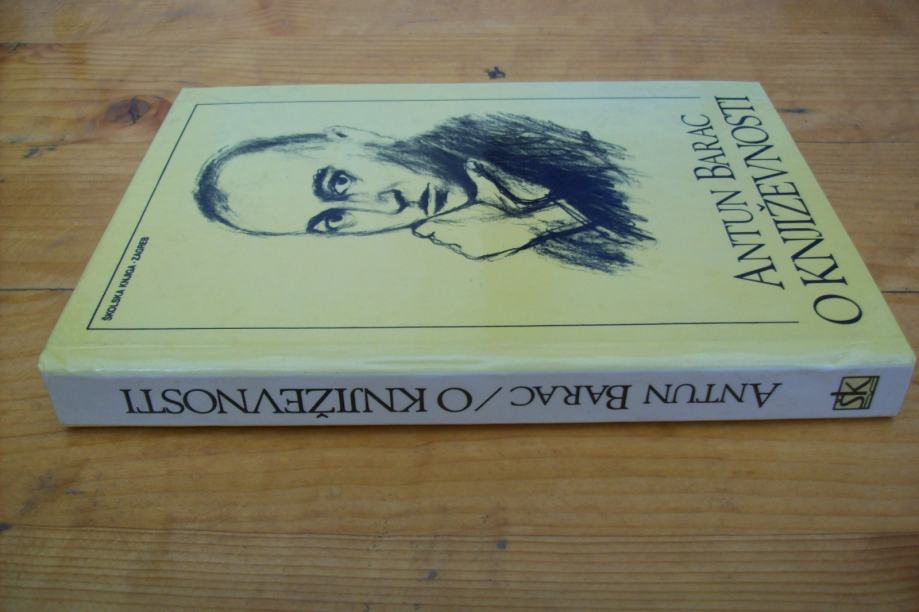 ŠKOLSKA KNJIGA · ZAGREB
ANTUN BARAC
O KNJIŽEVNOSTI
ANTUN BARAC / O KNJIŽEVNOSTI
šk